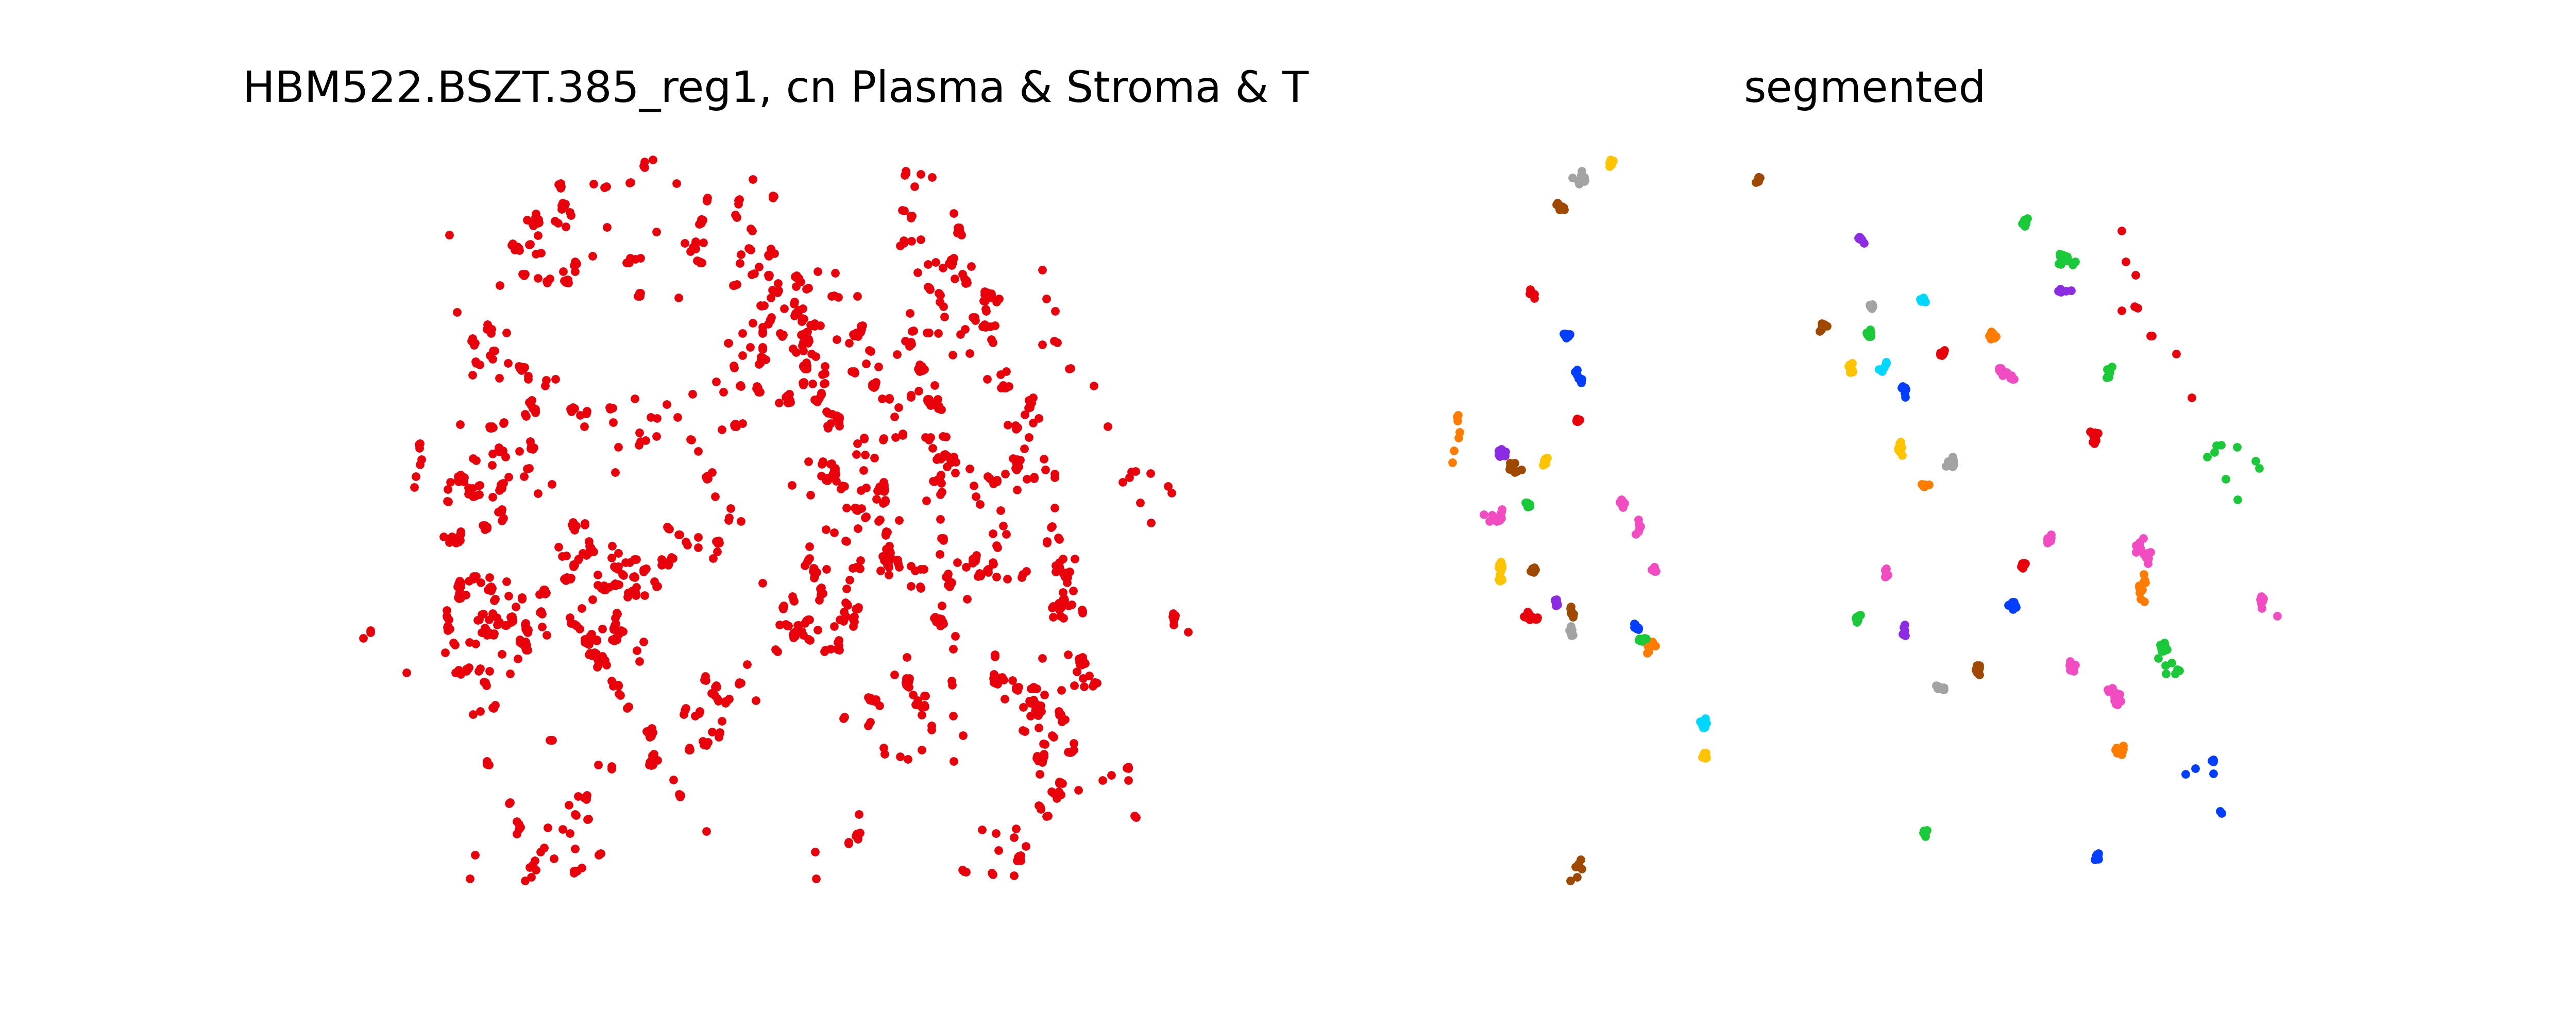 HBM522.BSZT.385_reg1, cn Plasma & Stroma & T
segmented